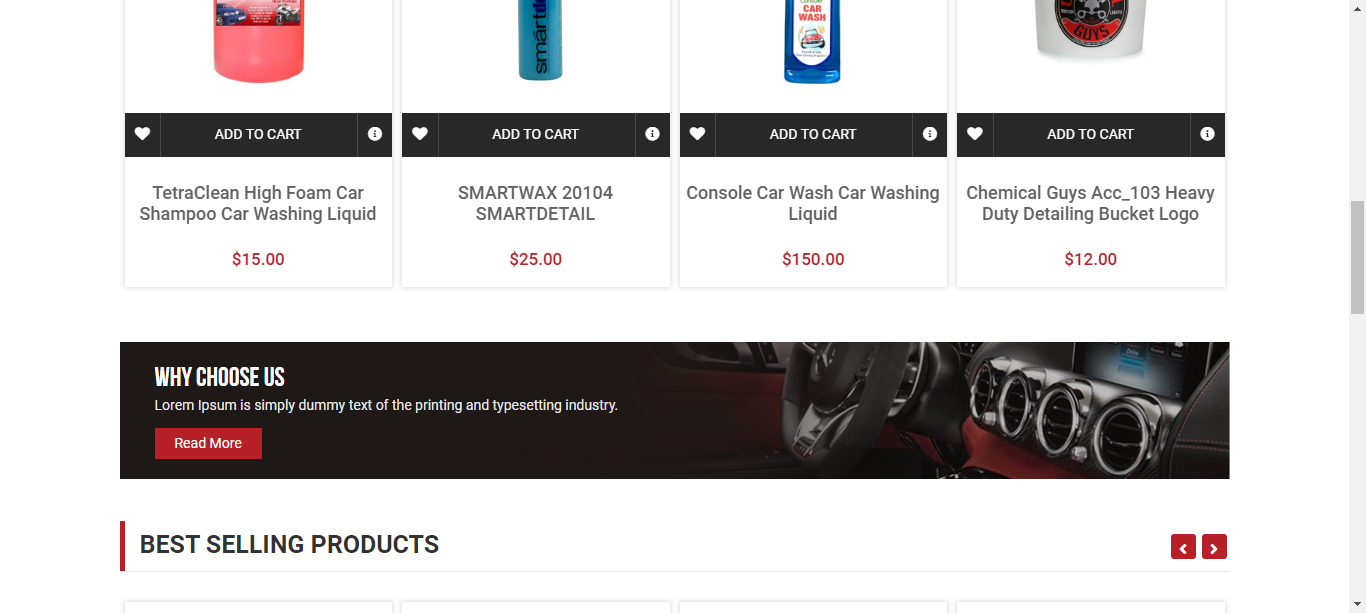 smart
Console
CAR
WASH
GUYS
ADD TO CART
ADD TO CART
ADD TO CART
ADD TO CART
TetraClean High Foam Car
Shampoo Car Washing Liquid
$15.00
SMARTWAX 20104
SMARTDETAIL
$25.00
Console Car Wash Car Washing
Liquid
$150.00
Chemical Guys Acc_103 Heavy
Duty Detailing Bucket Logo
$12.00
WHY CHOOSE US
Lorem Ipsum is simply dummy text of the printing and typesetting industry.
Read More
BEST SELLING PRODUCTS